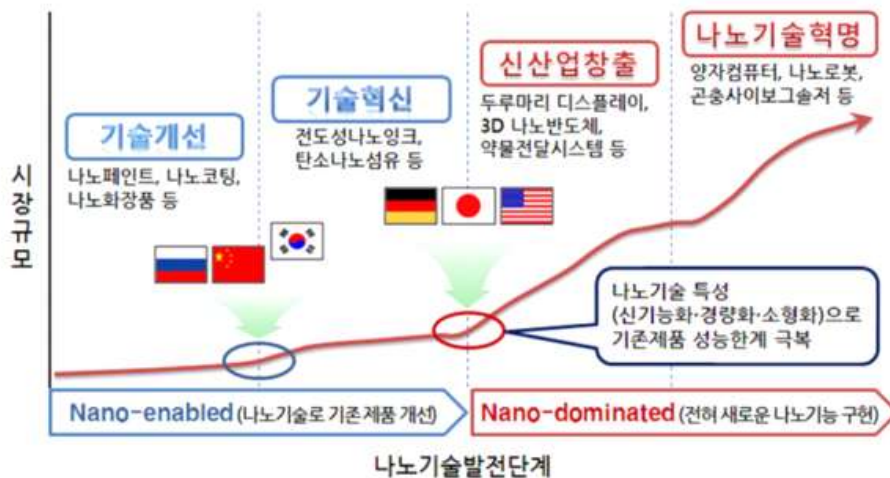 나노기술혁명
양자컴퓨터, 나노로봇,
곤충사이보그솔저 등
신산업창출
두루마리 디스플레이,
3D 나노반도체,
약물전달시스템 등
기술혁신
전도성나노잉크,
탄소나노섬유 등
기술개선
나노페인트, 나노코팅,
나노화장품 등
시장규모
나노기술 특성
(신기능화·경량화·소형화)으로
기존제품 성능한계 극복
Nano-enabled (나노기술로 기존 제품 개선)
Nano-dominated (전혀 새로운 나노기능 구현)
나노기술발전단계